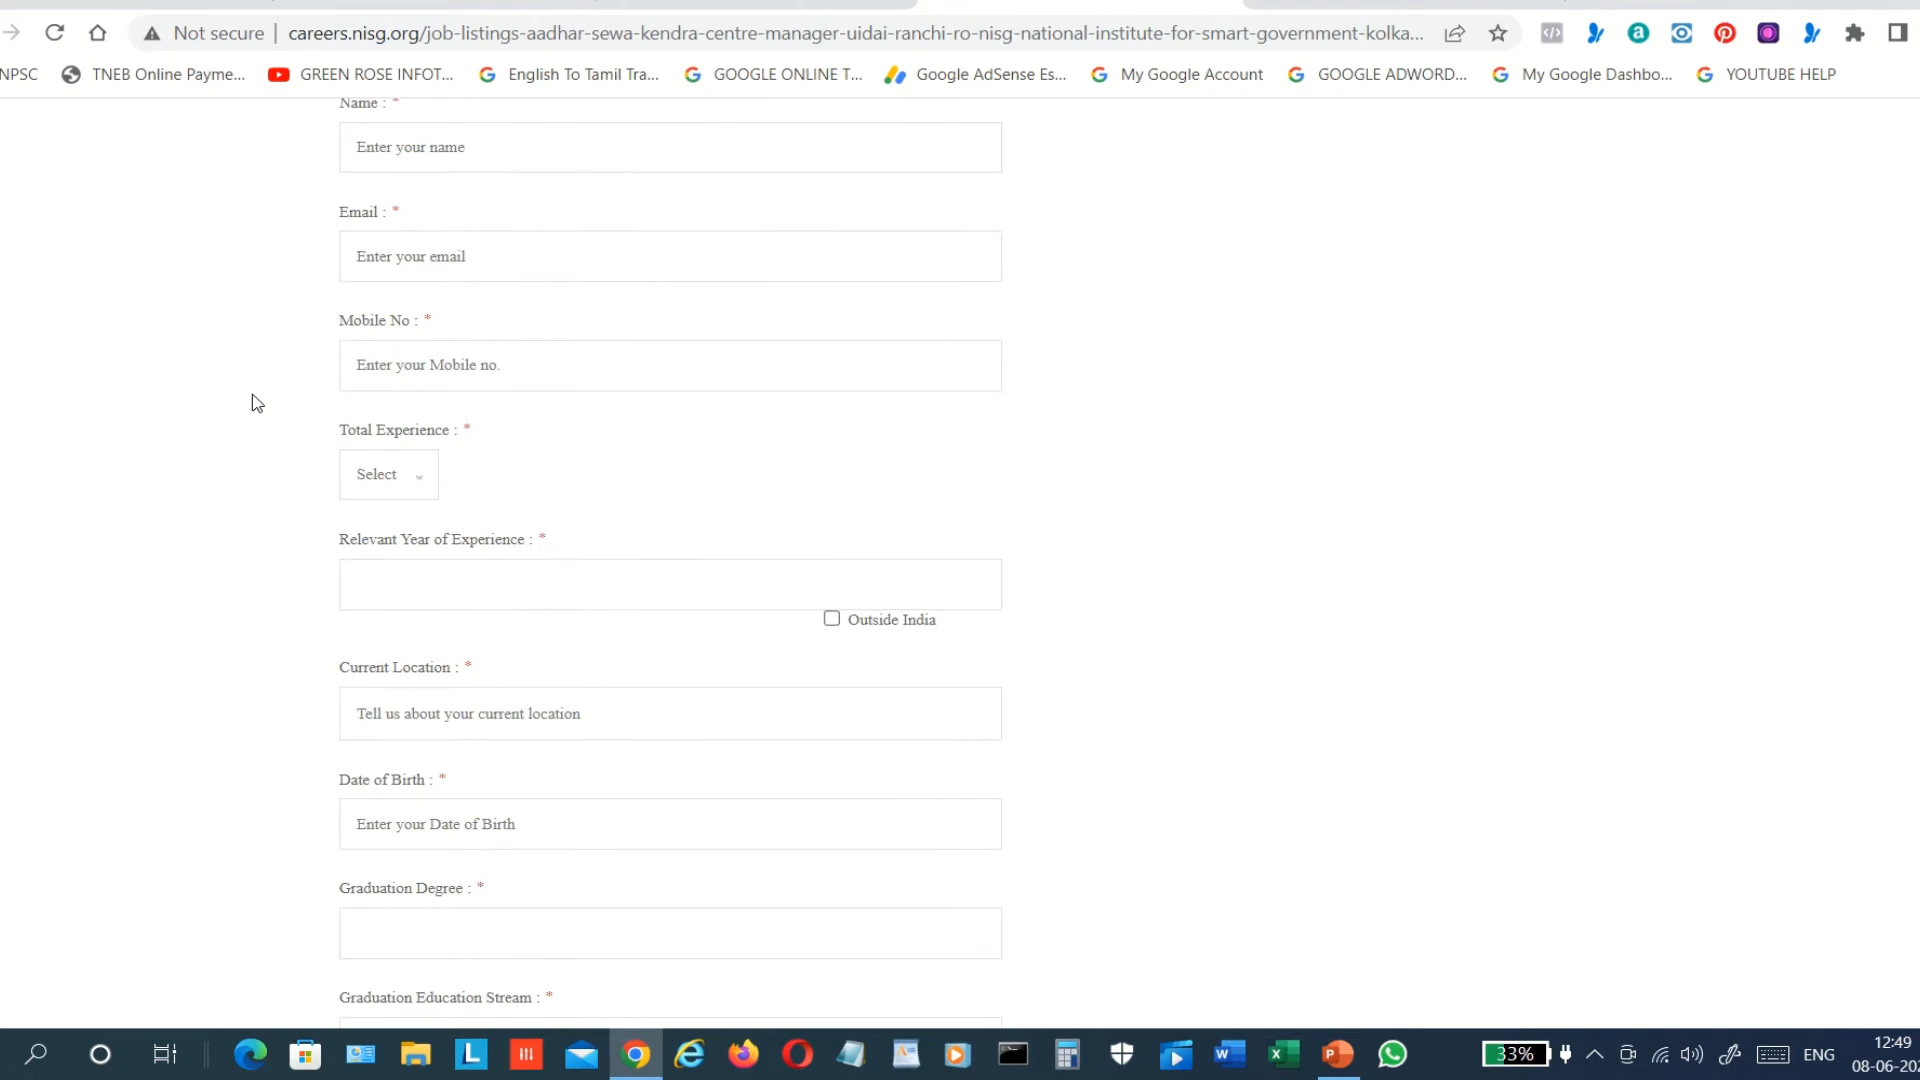 Not secure | careers.nisg.org/job-listings-aadhar-sewa-kendra-centre-manager-uidai-ranchi-ro-nisg-national-institute-for-smart-government-kolka...
NPSC TNEB Online Payme... GREEN ROSE INFOT... English To Tamil Tra... GOOGLE ONLINE T... Google AdSense Es... My Google Account GOOGLE ADWORD... My Google Dashbo... YOUTUBE HELP
Name : *
Enter your name
Email : *
Enter your email
Mobile No : *
Enter your Mobile no.
Total Experience : *
Select
Relevant Year of Experience : *
Outside India
Current Location : *
Tell us about your current location
Date of Birth : *
Enter your Date of Birth
Graduation Degree : *
Graduation Education Stream : *
33% ENG 12:49
08-06-202